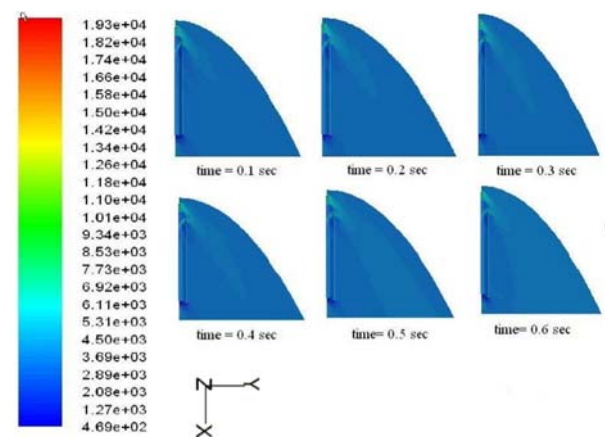 1.93e+04
1.82e+04
1.74e+04
1.66e+04
1.58e+04
1.50e+04
1.42e+04
1.34e+04
1.26e+04
1.18e+04
1.10e+04
1.01e+04
9.34e+03
8.53e+03
7.73e+03
6.92e+03
6.11e+03
5.31e+03
4.50e+03
3.69e+03
2.89e+03
2.08e+03
1.27e+03
4.69e+02
time = 0.1 sec
time = 0.2 sec
time = 0.3 sec
time = 0.4 sec
time = 0.5 sec
time= 0.6 sec
Z
Y
X